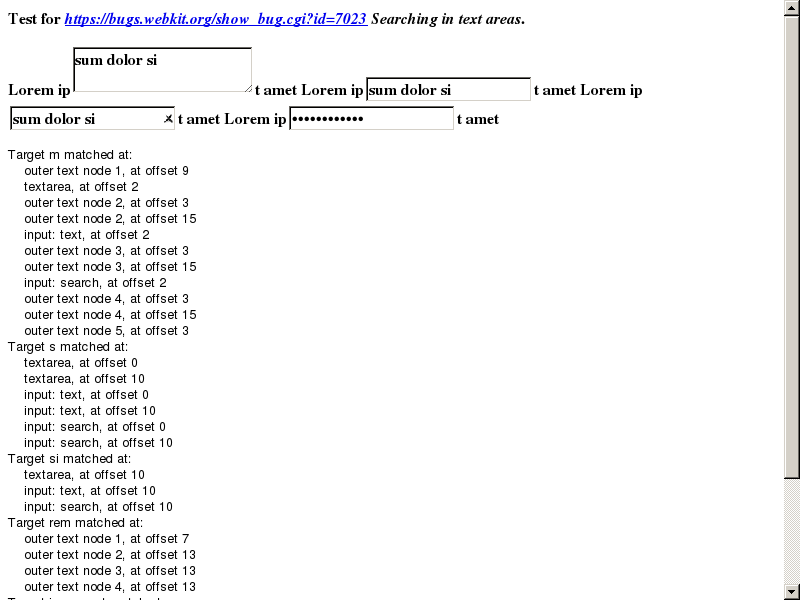 Test for https://bugs.webkit.org/show_bug.cgi?id=7023 Searching in text areas.
sum dolor si
Lorem ip t amet Lorem ip sum dolor si t amet Lorem ip
sum dolor si t amet Lorem ip •••••••••••• t amet
Target m matched at:
outer text node 1, at offset 9
textarea, at offset 2
outer text node 2, at offset 3
outer text node 2, at offset 15
input: text, at offset 2
outer text node 3, at offset 3
outer text node 3, at offset 15
input: search, at offset 2
outer text node 4, at offset 3
outer text node 4, at offset 15
outer text node 5, at offset 3
Target s matched at:
textarea, at offset 0
textarea, at offset 10
input: text, at offset 0
input: text, at offset 10
input: search, at offset 0
input: search, at offset 10
Target si matched at:
textarea, at offset 10
input: text, at offset 10
input: search, at offset 10
Target rem matched at:
outer text node 1, at offset 7
outer text node 2, at offset 13
outer text node 3, at offset 13
outer text node 4, at offset 13